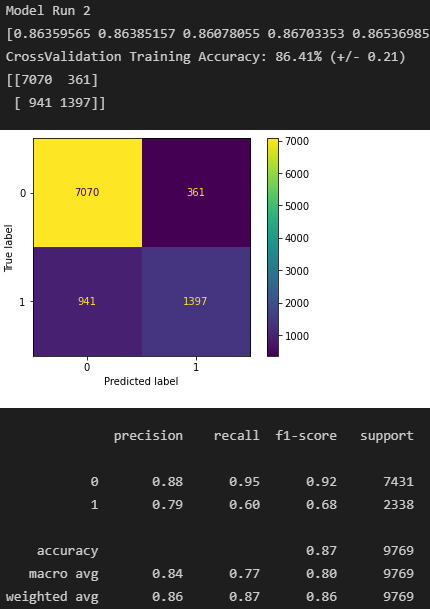 Model Run 2
[0.86359565 0.86385157 0.86078055 0.86703353 0.86536985
CrossValidation Training Accuracy: 86.41% (+/- 0.21)
[[7070  361]
 [ 941 1397]]
7000
6000
5000
4000
3000
2000
1000
True label
0 7070 361
1 941 1397
0 1
Predicted label
precision recall f1-score support
0 0.88 0.95 0.92 7431
1 0.79 0.60 0.68 2338
accuracy 0.87 9769
macro avg 0.84 0.77 0.80 9769
weighted avg 0.86 0.87 0.86 9769